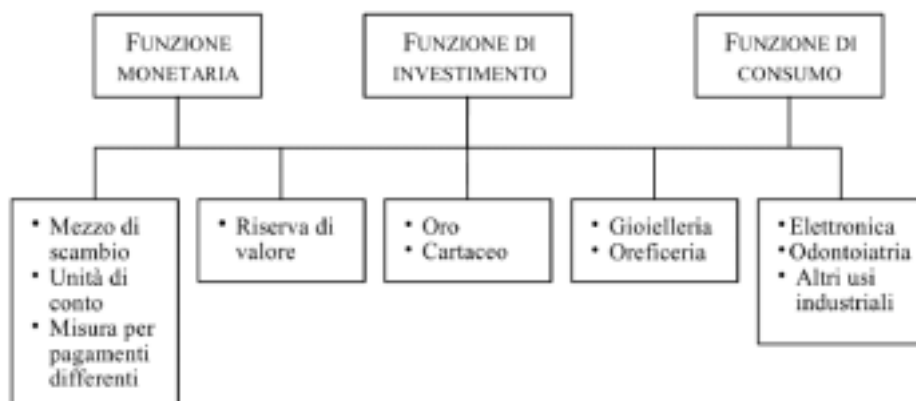 FUNZIONE
MONETARIA
FUNZIONE DI
INVESTIMENTO
FUNZIONE DI
CONSUMO
• Mezzo di
scambio
• Unità di
conto
• Misura per
pagamenti
differenti
• Riserva di
valore
• Oro
• Cartaceo
• Gioielleria
• Oreficeria
• Elettronica
• Odontoiatria
• Altri usi
industriali